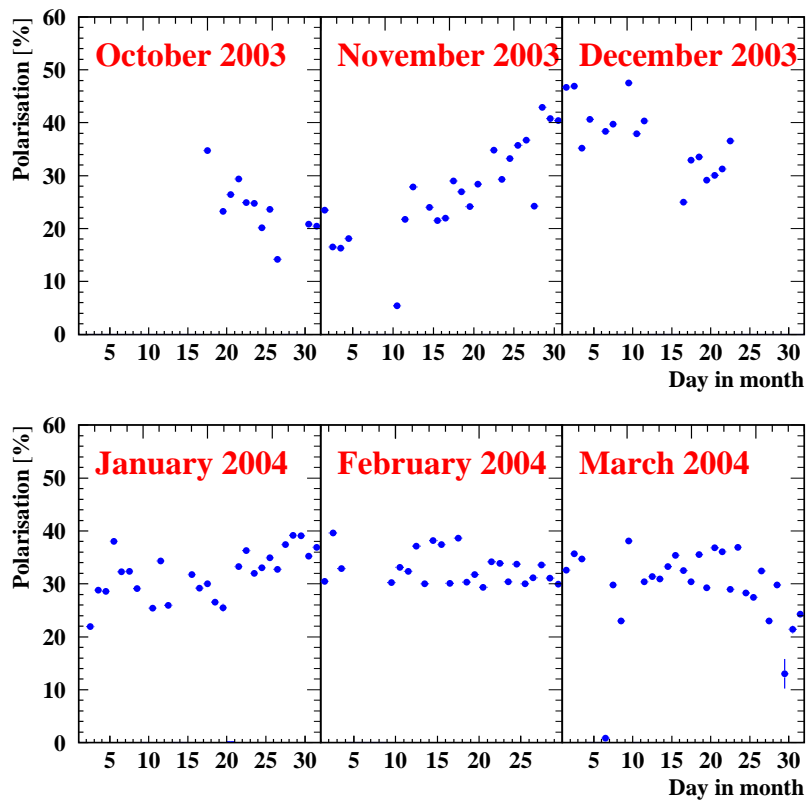 Polarisation [%]
60
50
40
30
20
10
0
October 2003
November 2003
December 2003
5 10 15 20 25 30
5 10 15 20 25 30
5 10 15 20 25 30
Day in month
Polarisation [%]
60
50
40
30
20
10
0
January 2004
February 2004
March 2004
5 10 15 20 25 30
5 10 15 20 25
5 10 15 20 25 30
Day in month